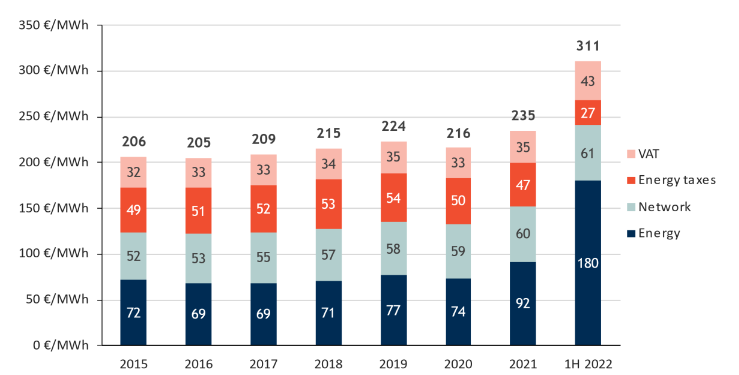 350 €/MWh
300 €/MWh
250 €/MWh
200 €/MWh
150 €/MWh
100 €/MWh
50 €/MWh
0 €/MWh
206 205 209 215 224 216 235 311
32 33 33 34 35 33 35 43
49 51 52 53 54 50 47 27
52 53 55 57 58 59 60 61
72 69 69 71 77 74 92 180
2015 2016 2017 2018 2019 2020 2021 1H 2022
VAT
Energy taxes
Network
Energy